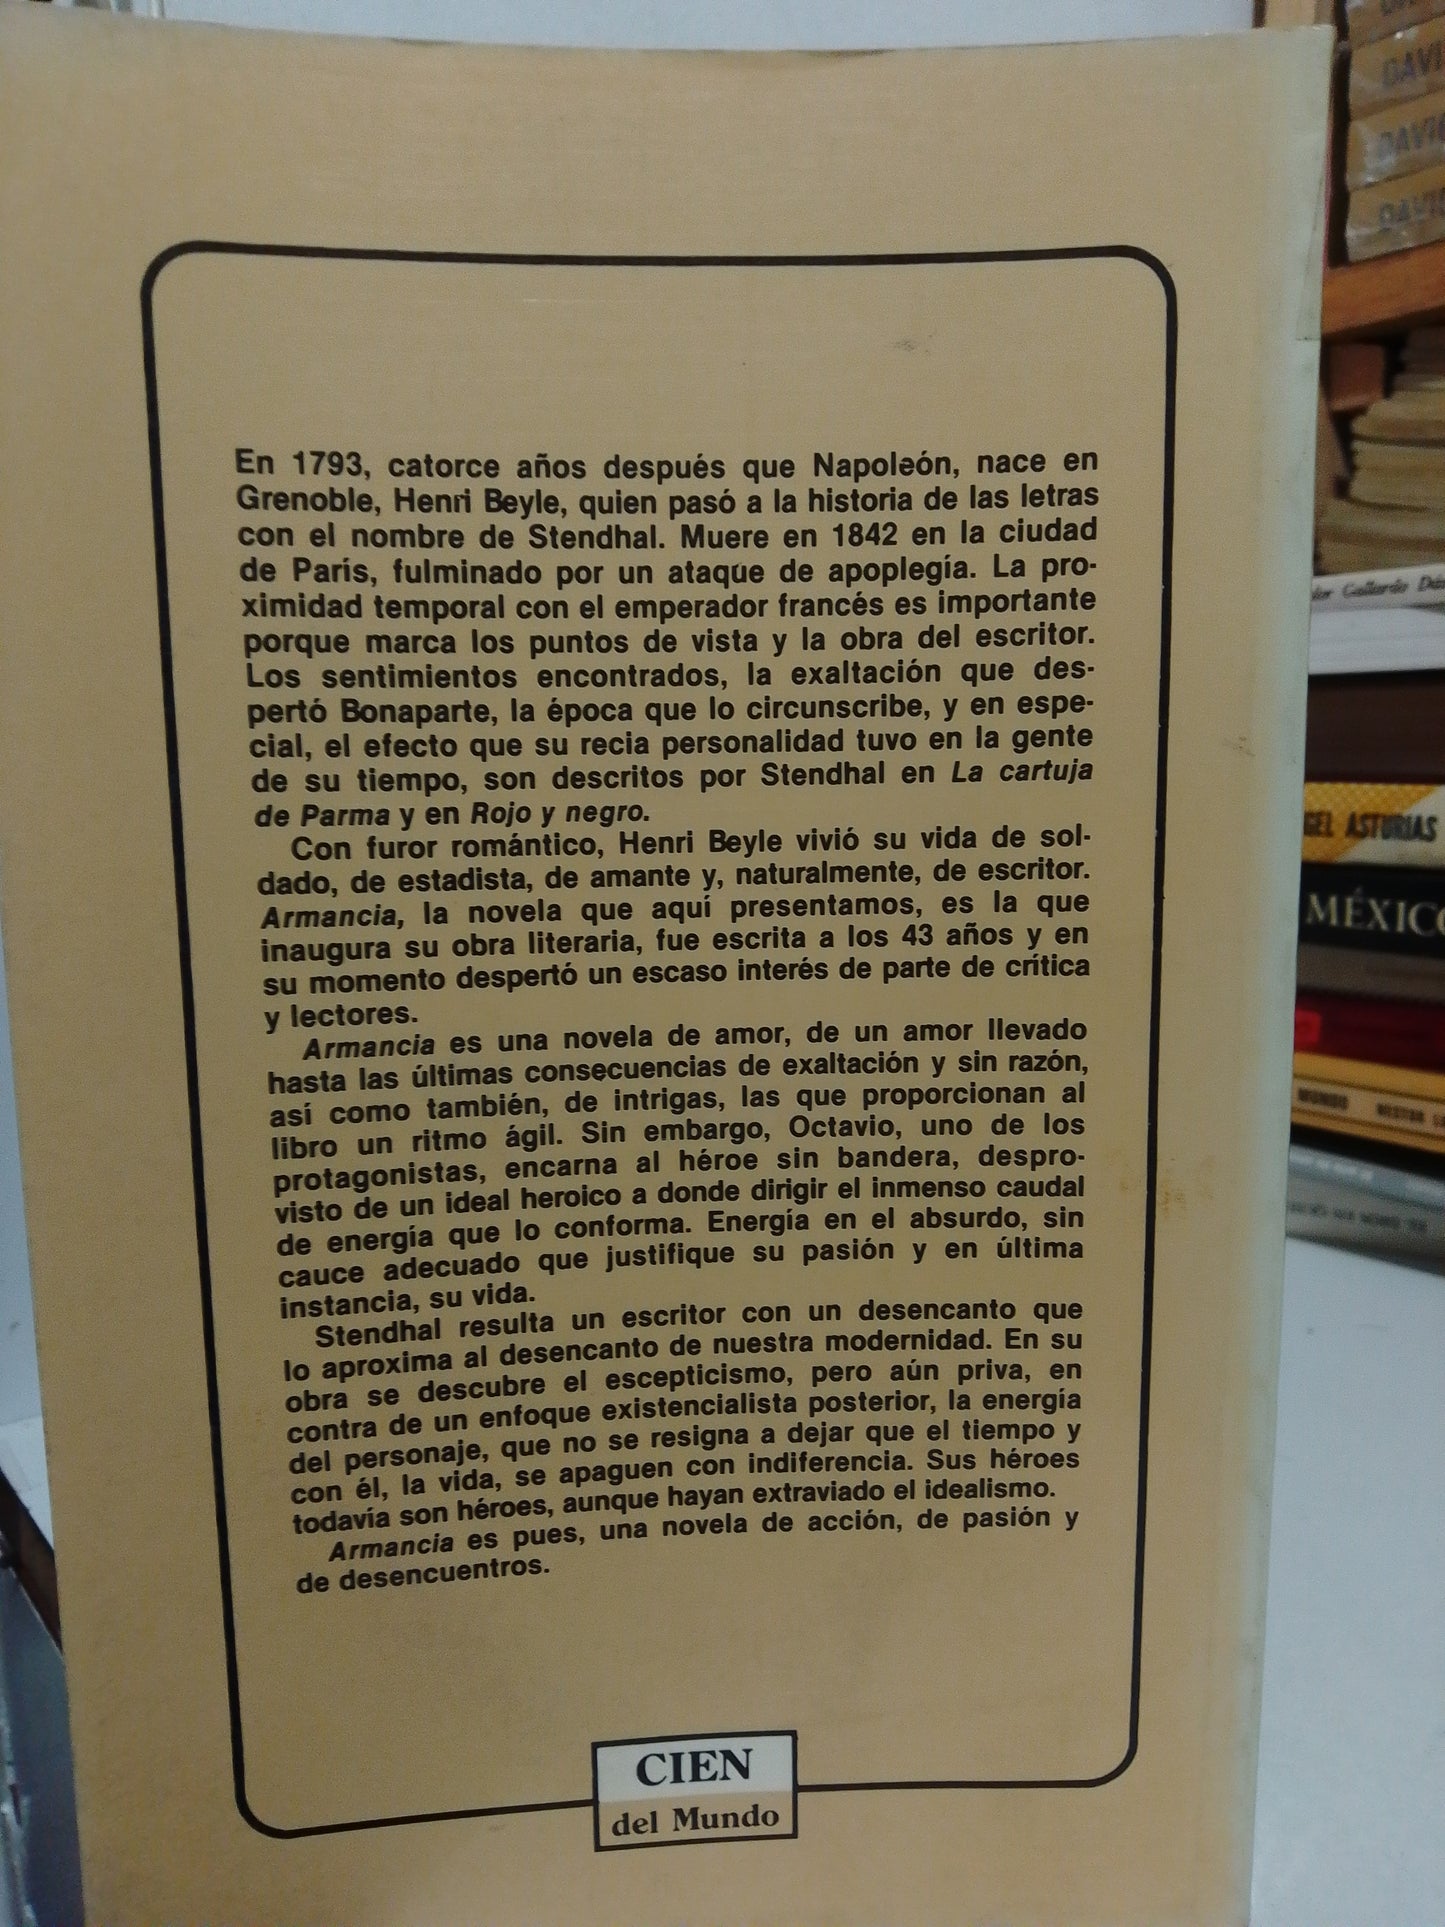 En 1793, catorce años después que Napoleón, nace en
Grenoble, Henri Beyle, quien pasó a la historia de las letras
con el nombre de Stendhal. Muere en 1842 en la ciudad
de París, fulminado por un ataque de apoplegía. La pro-
ximidad temporal con el emperador francés es importante
porque marca los puntos de vista y la obra del escritor.
Los sentimientos encontrados, la exaltación que des-
pertó Bonaparte, la época que lo circunscribe, y en espe-
cial, el efecto que su recia personalidad tuvo en la gente
de su tiempo, son descritos por Stendhal en La cartuja
de Parma y en Rojo y negro.
Con furor romántico, Henri Beyle vivió su vida de sol-
dado, de estadista, de amante y, naturalmente, de escritor.
Armancia, la novela que aquí presentamos, es la que
inaugura su obra literaria, fue escrita a los 43 años y en
su momento despertó un escaso interés de parte de crítica
y lectores.
Armancia es una novela de amor, de un amor llevado
hasta las últimas consecuencias de exaltación y sin razón,
así como también, de intrigas, las que proporcionan al
libro un ritmo ágil. Sin embargo, Octavio, uno de los
protagonistas, encarna al héroe sin bandera, despro-
visto de un ideal heroico a donde dirigir el inmenso caudal
de energía que lo conforma. Energía en el absurdo, sin
cauce adecuado que justifique su pasión y en última
instancia, su vida.
Stendhal resulta un escritor con un desencanto que
lo aproxima al desencanto de nuestra modernidad. En su
obra se descubre el escepticismo, pero aún priva, en
contra de un enfoque existencialista posterior, la energía
del personaje, que no se resigna a dejar que el tiempo y
con él, la vida, se apaguen con indiferencia. Sus héroes
todavía son héroes, aunque hayan extraviado el idealismo.
Armancia es pues, una novela de acción, de pasión y
de desencuentros.
CIEN
del Mundo
DAVI
DAVI
DAVIS
Gallardo
GEL ASTURIAS
MÉXICO
MUNDO NESTOR